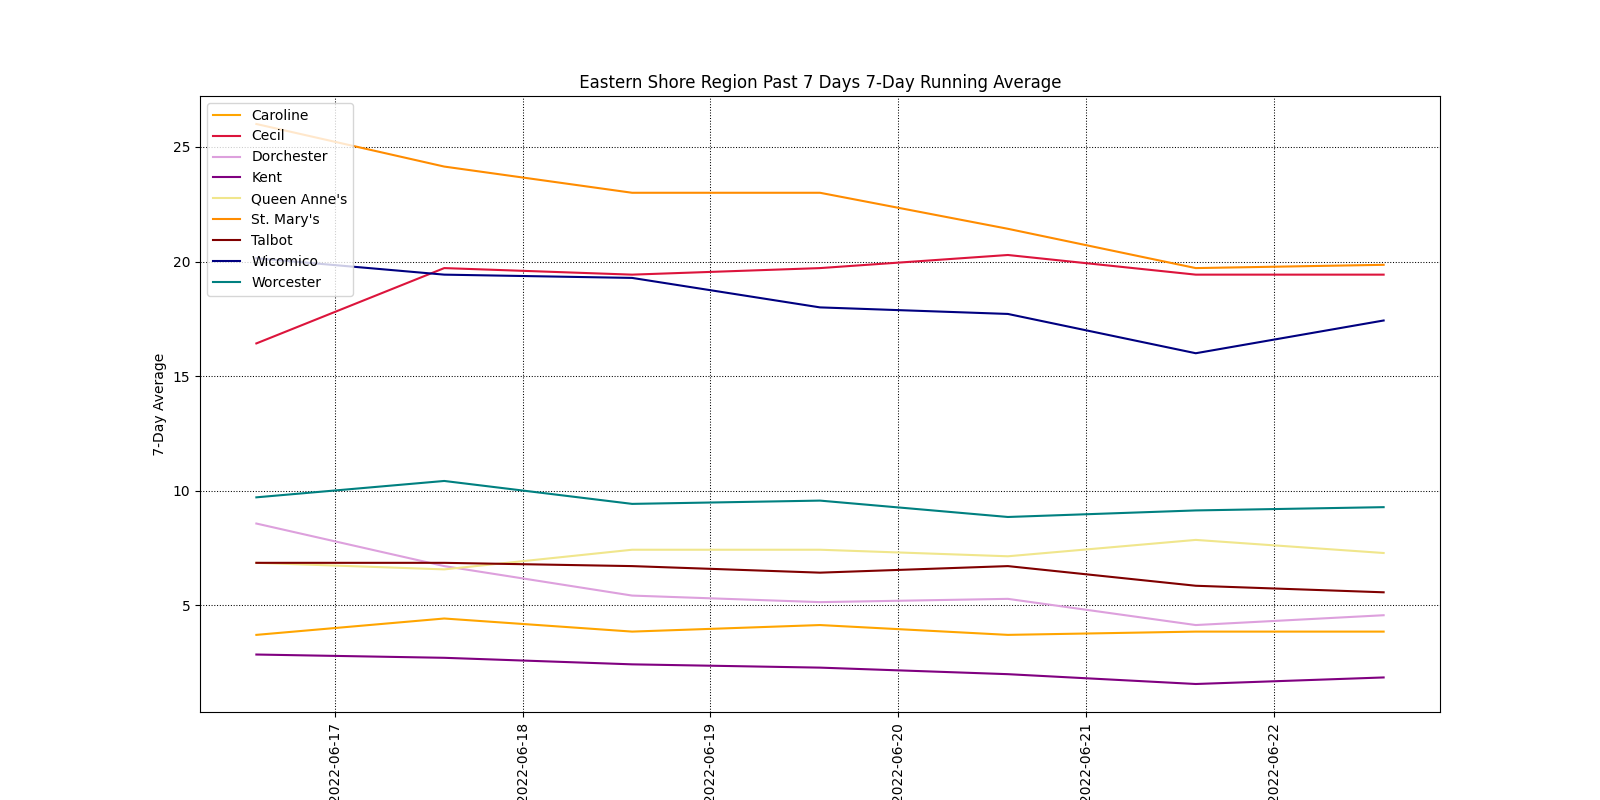 Eastern Shore Region Past 7 Days 7-Day Running Average
Caroline
Cecil
Dorchester
Kent
Queen Anne's
St. Mary's
Talbot
Wicomico
Worcester
7-Day Average
25
20
15
10
5
2022-06-17
2022-06-18
2022-06-19
2022-06-20
2022-06-21
2022-06-22